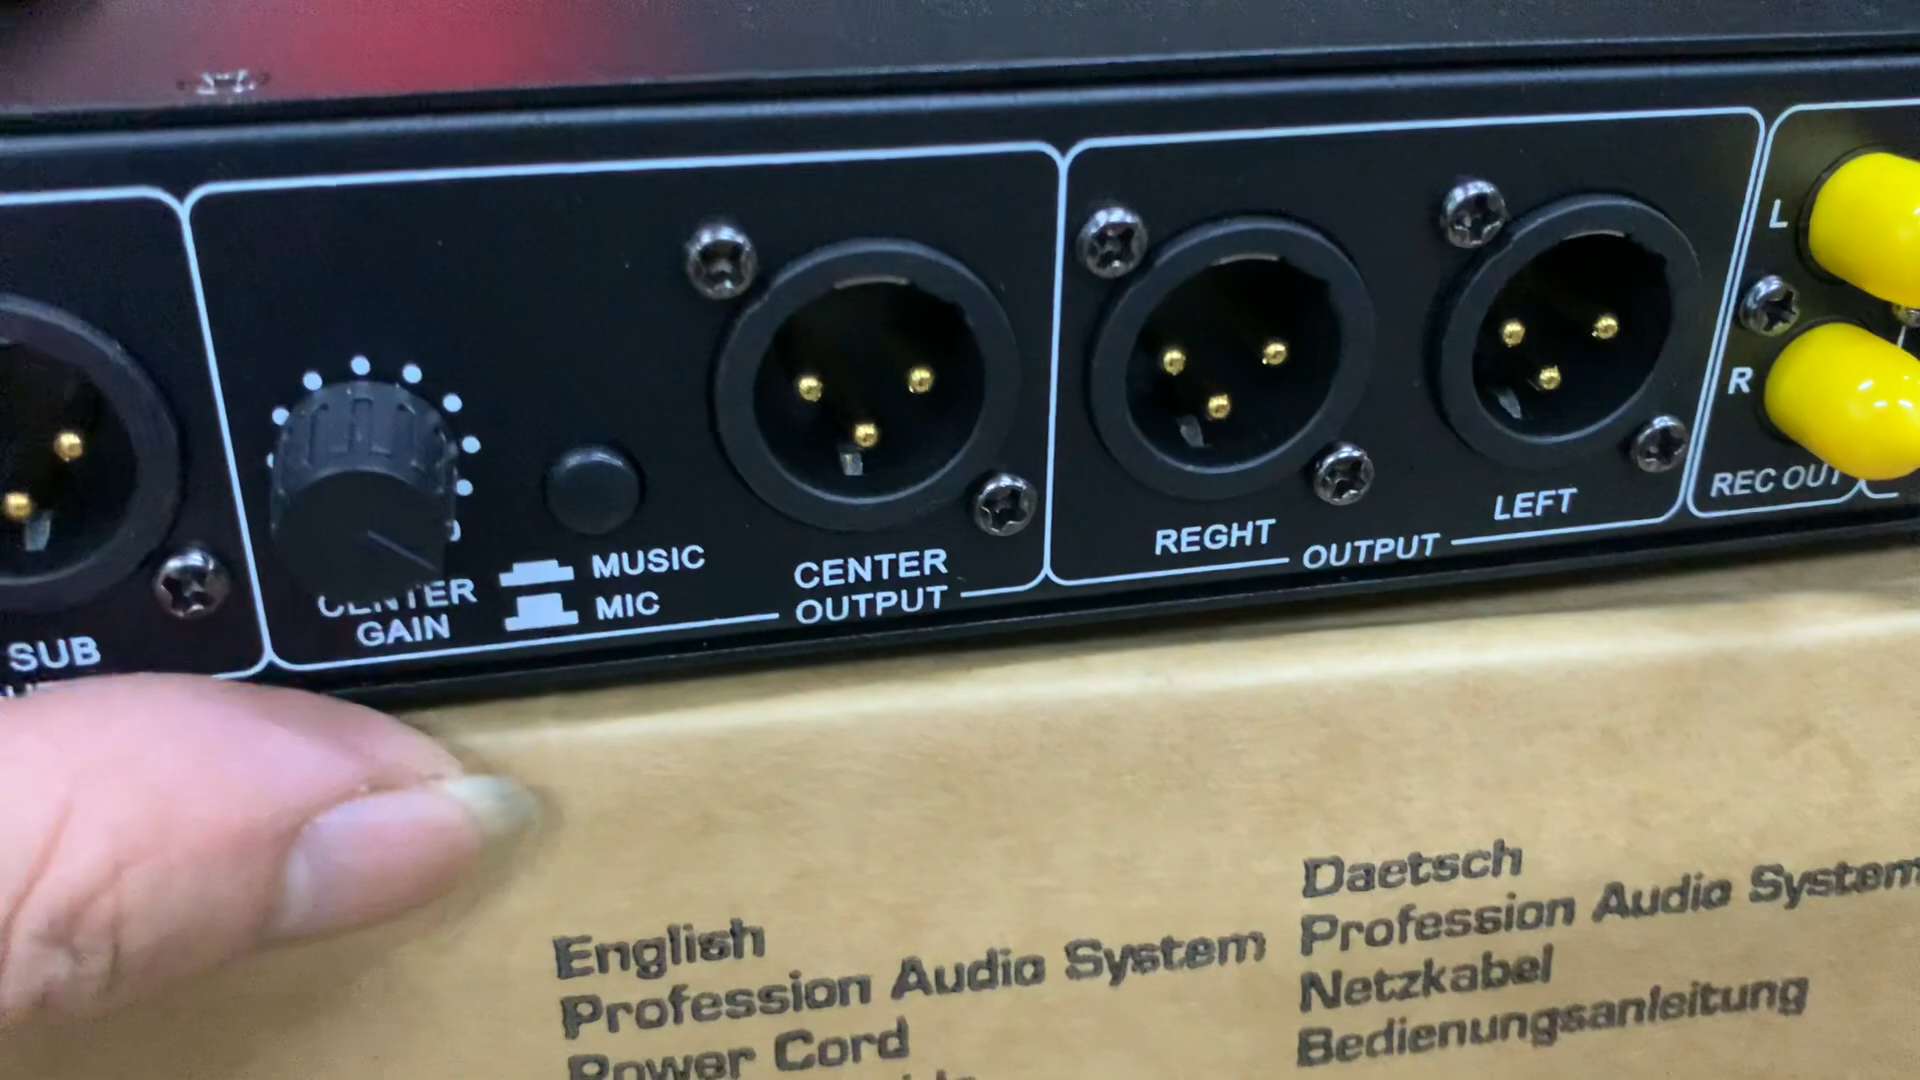 SUB
CENTER
GAIN
MUSIC
MIC
CENTER
OUTPUT
REGHT
LEFT
OUTPUT
L
R
REC OUT
English
Profession Audio System
Power Cord
Daetsch
Profession Audio System
Netzkabel
Bedienungsanleitung